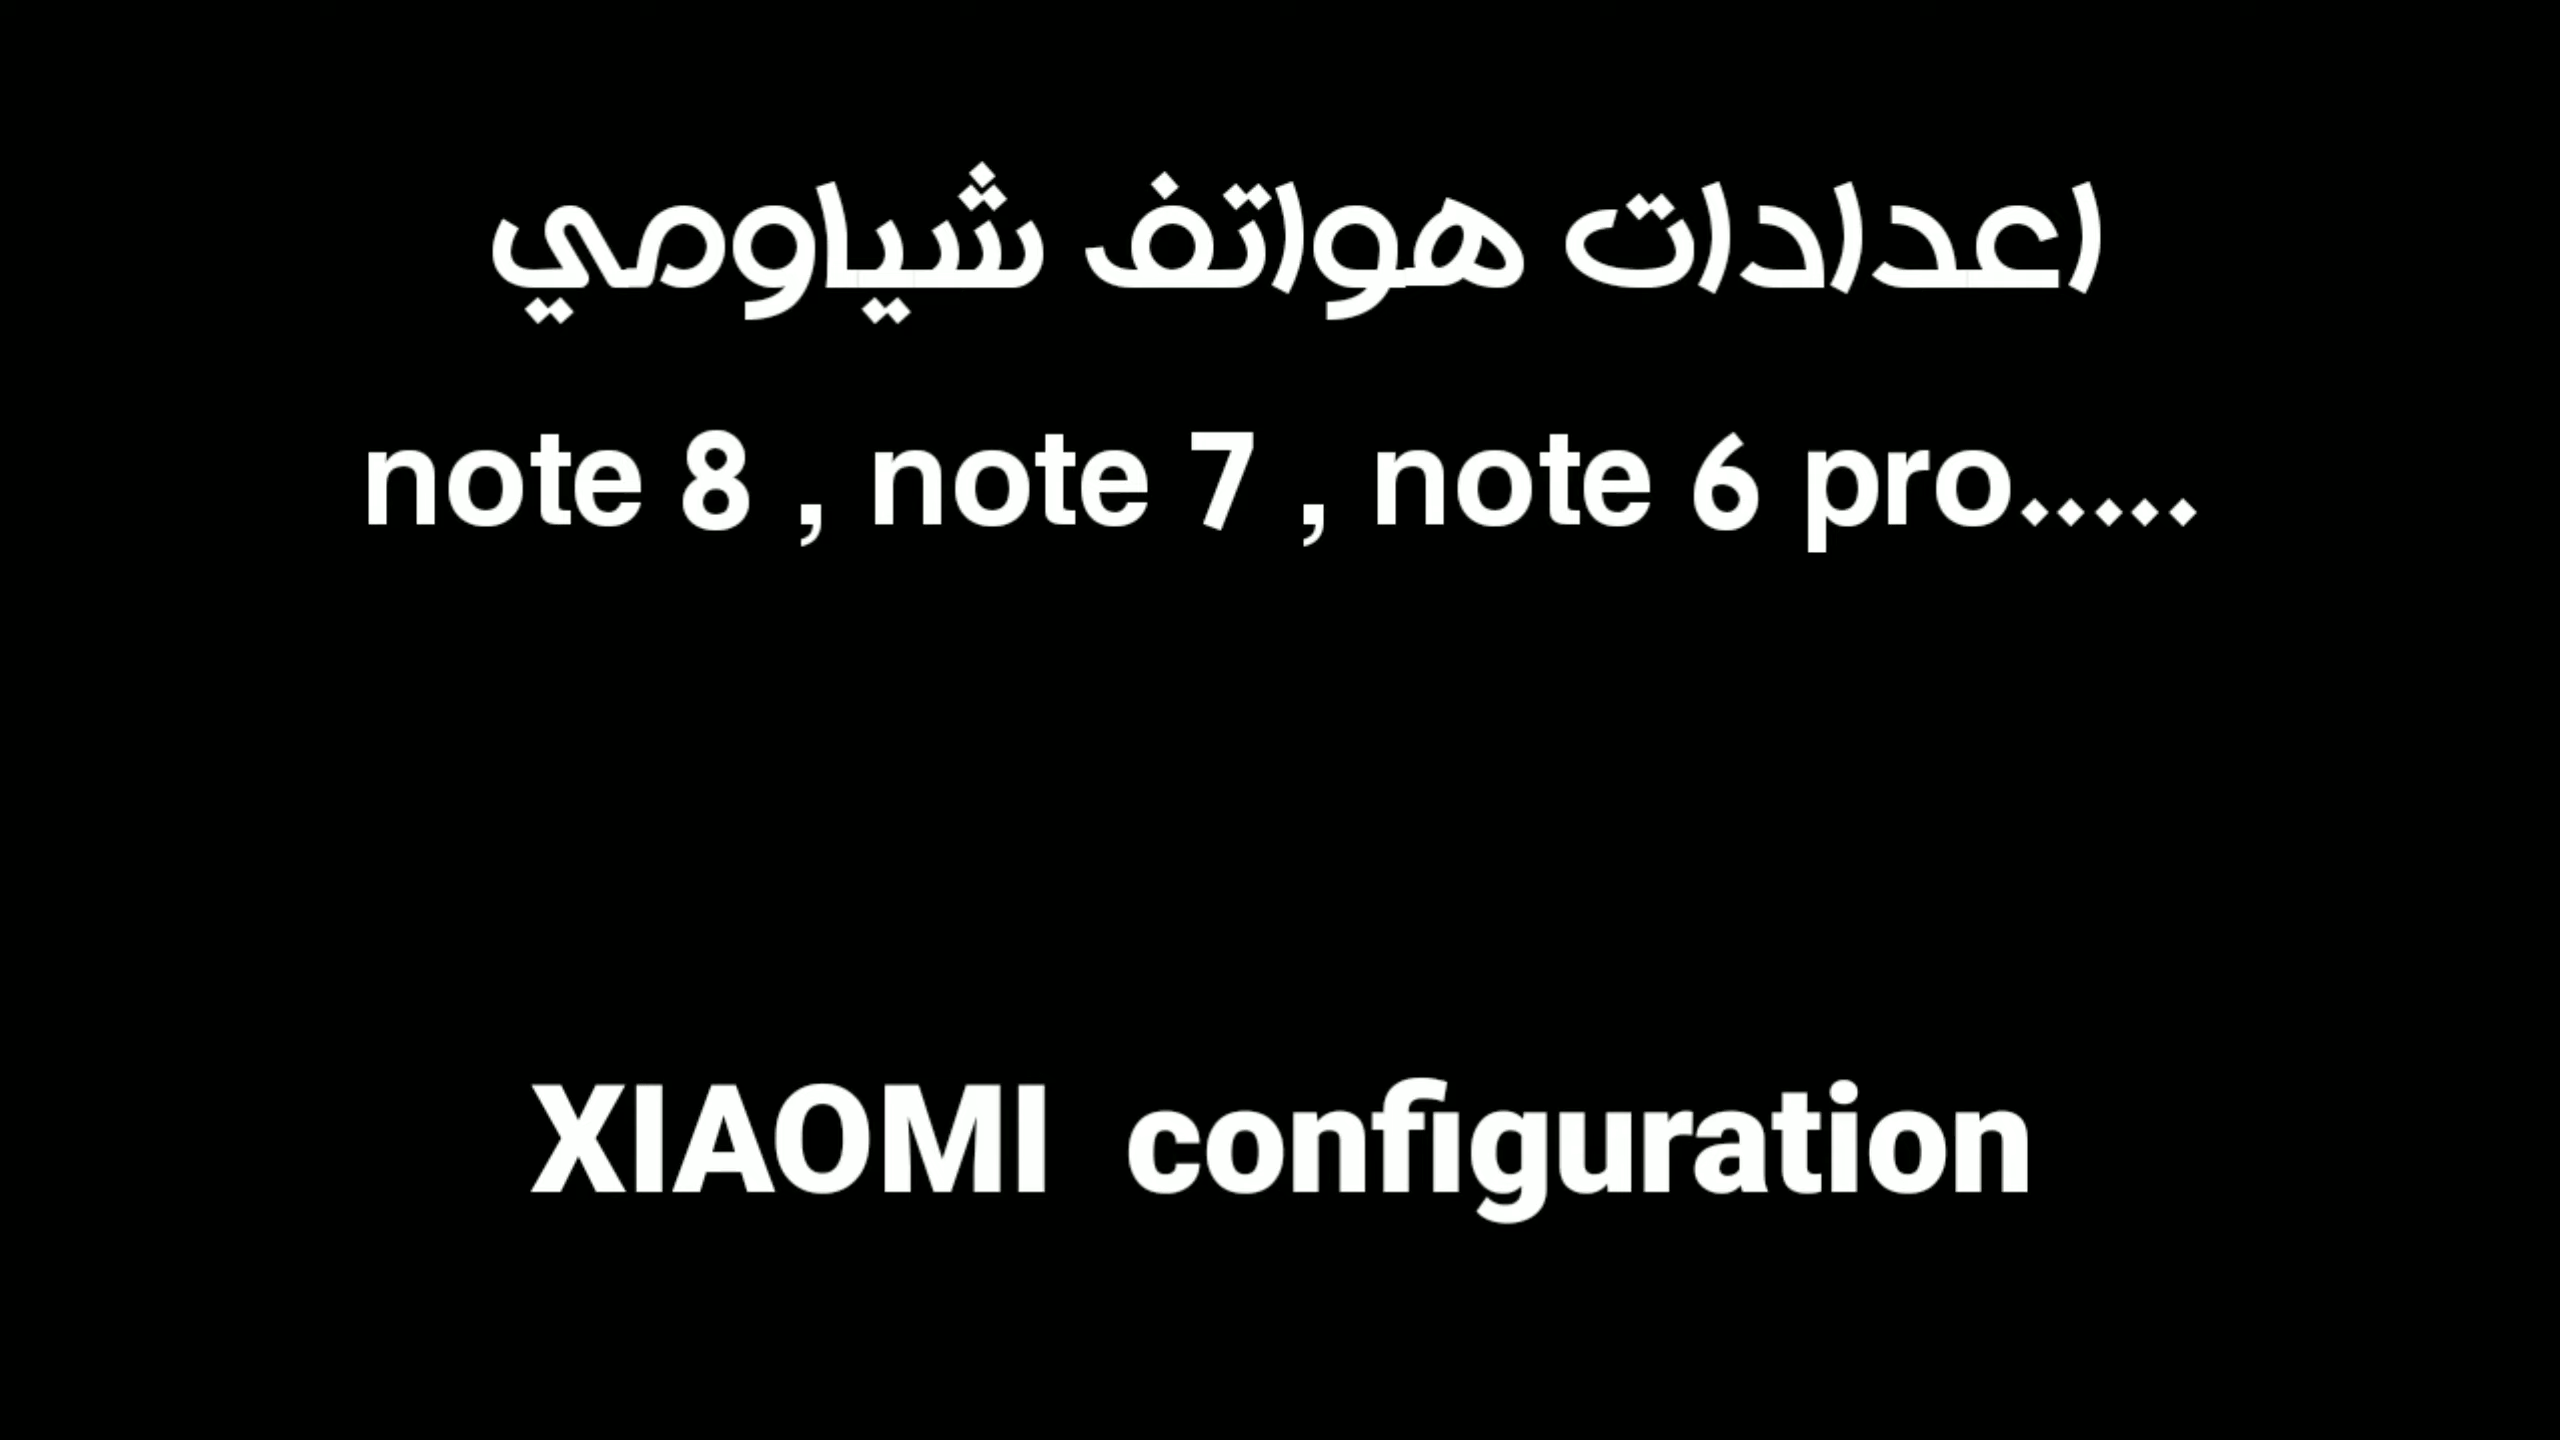 اعدادات هواتف شياومي
note 8 , note 7 , note 6 pro.....
XIAOMI configuration